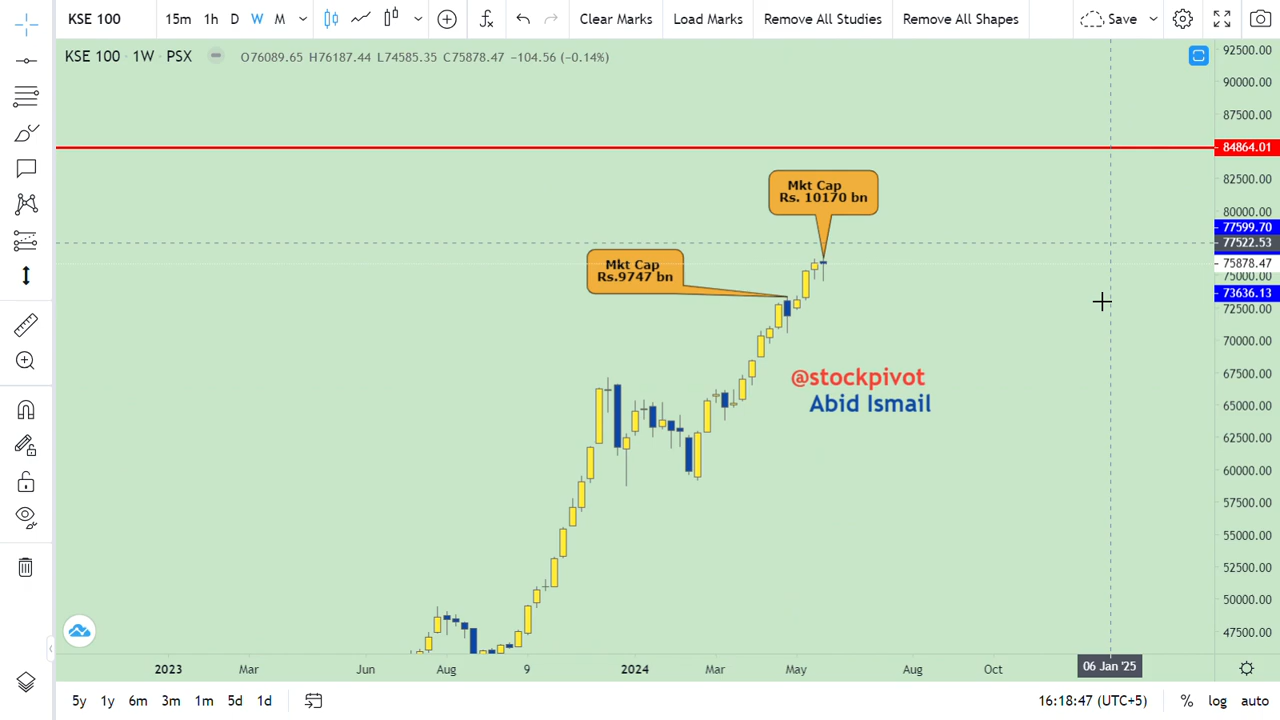 KSE 100 15m 1h D W M Clear Marks Load Marks Remove All Studies Remove All Shapes Save
KSE 100 1W PSX O76089.65 H76187.44 L74585.35 C75878.47 −104.56 (−0.14%)
92500.00
90000.00
87500.00
84864.01
82500.00
80000.00
77599.70
77522.53
75878.47
75000.00
73636.13
72500.00
70000.00
67500.00
65000.00
62500.00
60000.00
57500.00
55000.00
52500.00
50000.00
47500.00
Mkt Cap
Rs. 10170 bn
Mkt Cap
Rs.9747 bn
@stockpivot
Abid Ismail
2023 Mar Jun Aug 9 2024 Mar May Aug Oct 06 Jan '25
5y 1y 6m 3m 1m 5d 1d 16:18:47 (UTC+5) % log auto